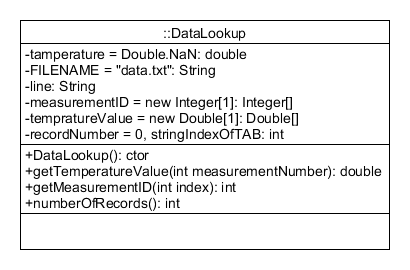 ::DataLookup
-tamperature = Double.NaN: double
-FILENAME = "data.txt": String
-line: String
-measurementID = new Integer[1]: Integer[]
-tempratureValue = new Double[1]: Double[]
-recordNumber = 0, stringIndexOfTAB: int
+DataLookup(): ctor
+getTemperatureValue(int measurementNumber): double
+getMeasurementID(int index): int
+numberOfRecords(): int